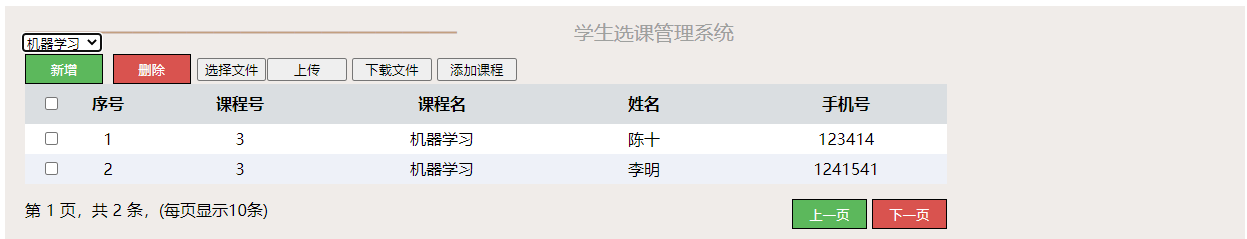 学生选课管理系统
机器学习
新增 删除 选择文件 上传 下载文件 添加课程
序号 课程号 课程名 姓名 手机号
1 3 机器学习 陈十 123414
2 3 机器学习 李明 1241541
第 1 页，共 2 条，(每页显示10条) 上一页 下一页